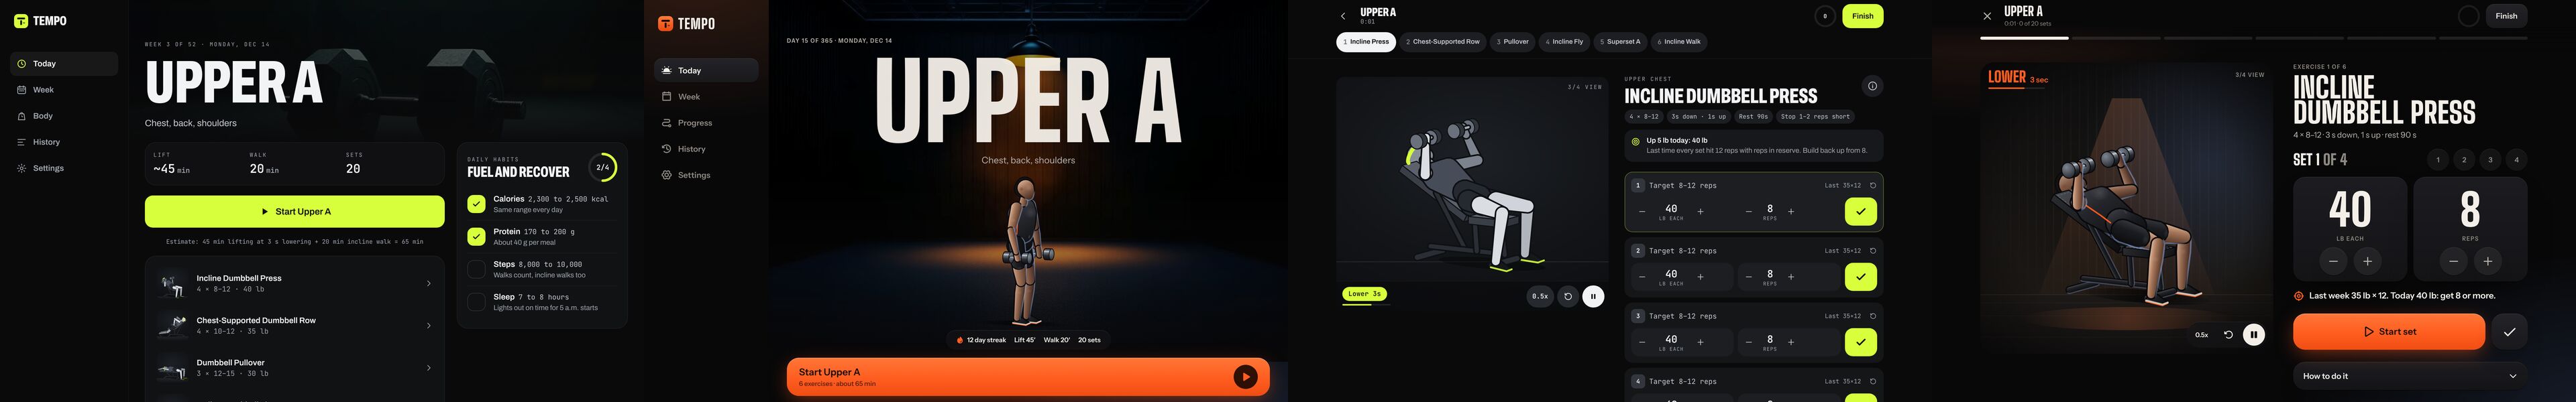 TEMPO
Today
Week
Body
History
Settings
WEEK 3 OF 52 · MONDAY, DEC 14
UPPER A
Chest, back, shoulders
LIFT
~45 min
WALK
20 min
SETS
20
Start Upper A
Estimate: 45 min lifting at 3 s lowering + 20 min incline walk = 65 min
Incline Dumbbell Press
4 × 8–12 · 40 lb
Chest-Supported Dumbbell Row
4 × 10–12 · 35 lb
Dumbbell Pullover
3 × 12–15 · 30 lb
DAILY HABITS
FUEL AND RECOVER
2/4
Calories 2,300 to 2,500 kcal
Same range every day
Protein 170 to 200 g
About 40 g per meal
Steps 8,000 to 10,000
Walks count, incline walks too
Sleep 7 to 8 hours
Lights out on time for 5 a.m. starts
TEMPO
Today
Week
Progress
History
Settings
DAY 15 OF 365 · MONDAY, DEC 14
UPPER A
Chest, back, shoulders
12 day streak Lift 45' Walk 20' 20 sets
Start Upper A
6 exercises · about 65 min
UPPER A
0:01
0
Finish
1 Incline Press
2 Chest-Supported Row
3 Pullover
4 Incline Fly
5 Superset A
6 Incline Walk
3/4 VIEW
Lower 3s
0.5x
UPPER CHEST
INCLINE DUMBBELL PRESS
4 × 8–12
3s down · 1s up
Rest 90s
Stop 1–2 reps short
Up 5 lb today: 40 lb
Last time every set hit 12 reps with reps in reserve. Build back up from 8.
1 Target 8–12 reps Last 35×12
− 40 + − 8 +
LB EACH REPS
2 Target 8–12 reps Last 35×12
− 40 + − 8 +
LB EACH REPS
3 Target 8–12 reps Last 35×12
− 40 + − 8 +
LB EACH REPS
4 Target 8–12 reps Last 35×12
UPPER A
0:01 · 0 of 20 sets
Finish
LOWER 3 sec
3/4 VIEW
0.5x
EXERCISE 1 OF 6
INCLINE
DUMBBELL PRESS
4 × 8–12 · 3 s down, 1 s up · rest 90 s
SET 1 OF 4
1 2 3 4
40
LB EACH
− +
8
REPS
− +
Last week 35 lb × 12. Today 40 lb: get 8 or more.
Start set
How to do it